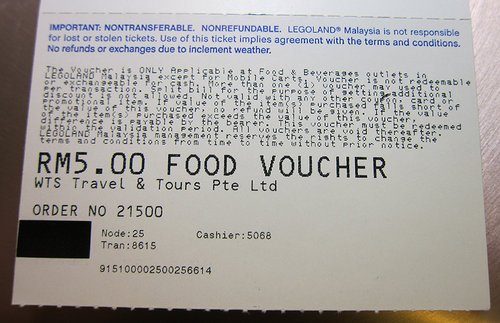 IMPORTANT: NONTRANSFERABLE. NONREFUNDABLE. LEGOLAND® Malaysia is not responsible
for lost or stolen tickets. Use of this ticket implies agreement with the terms and conditions.
No refunds or exchanges due to inclement weather.
The Voucher is ONLY Applicable at Food & Beverages outlets in
LEGOLAND Malaysia except for Mobile Carts. Voucher is not redeemable
or exchangeable for cash. More than one (1) voucher may used to
per transaction. Split bill for the purpose of getting additional
discount is not allowed. Not valid with any other coupon, card or
promotional item. If value of the item(s) purchased fall short of
the value of this voucher, no refund will be given. If the value
of the item(s) purchased exceeds the value of this voucher,
difference is payable by bearer. This voucher must be redeemed
within the validation period. All vouchers are void thereafter.
LEGOLAND Malaysia's management reserves the rights to change the
terms and conditions from time to time without prior notice.
RM5.00 FOOD VOUCHER
WTS Travel & Tours Pte Ltd
ORDER NO 21500
Node:25 Cashier:5068
Tran:8615
915100002500256614